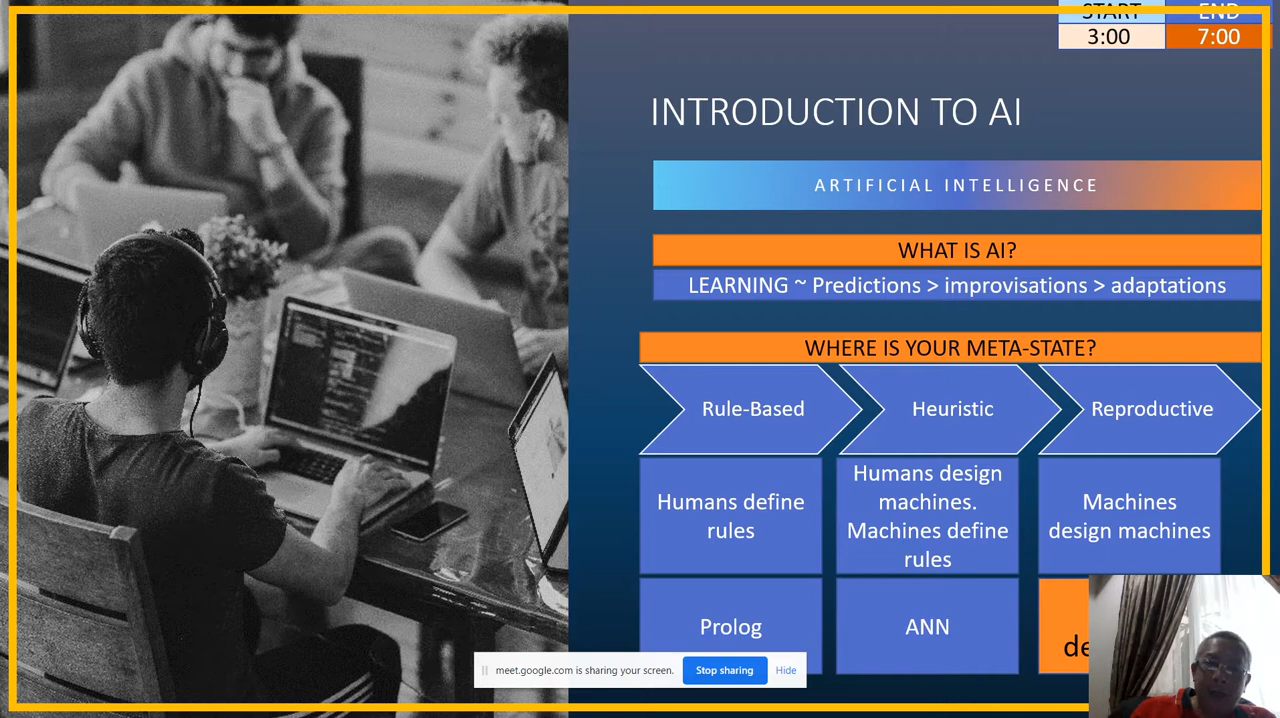 START END
3:00 7:00
INTRODUCTION TO AI
ARTIFICIAL INTELLIGENCE
WHAT IS AI?
LEARNING ~ Predictions > improvisations > adaptations
WHERE IS YOUR META-STATE?
Rule-Based Heuristic Reproductive
Humans define
rules
Humans design
machines.
Machines define
rules
Machines
design machines
Prolog ANN
de
meet.google.com is sharing your screen. Stop sharing Hide